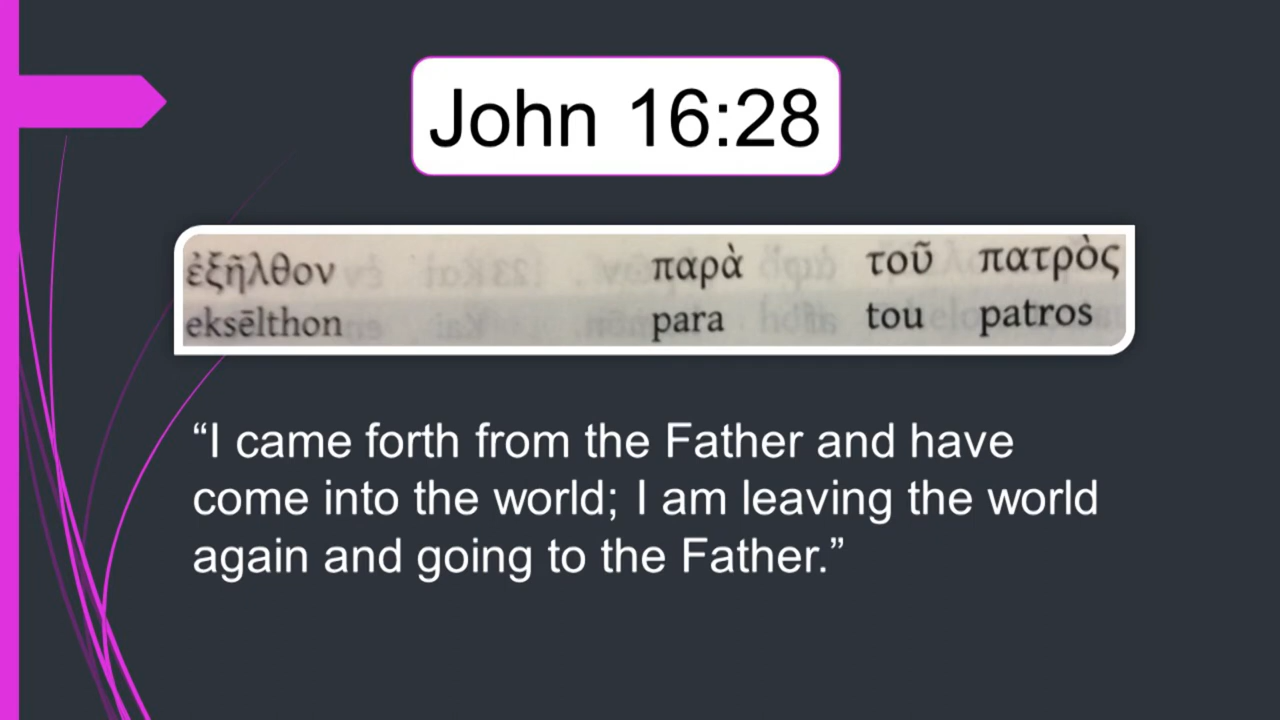 John 16:28
ἐξῆλθον παρὰ τοῦ πατρὸς
eksēlthon para tou patros
“I came forth from the Father and have
come into the world; I am leaving the world
again and going to the Father.”